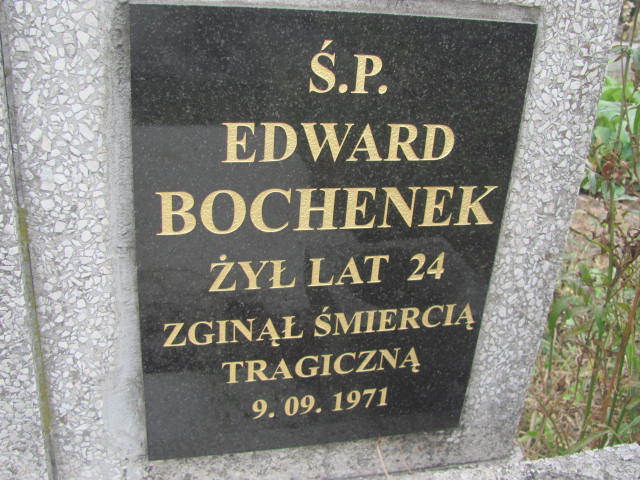 Ś.P.
EDWARD
BOCHENEK
ŻYŁ LAT 24
ZGINĄŁ ŚMIERCIĄ
TRAGICZNĄ
9. 09. 1971